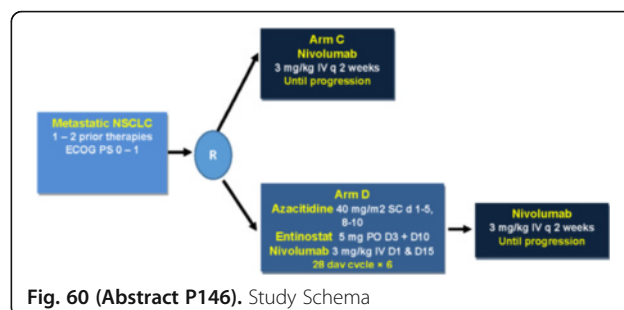 Arm C
Nivolumab
3 mg/kg IV q 2 weeks
Until progression
Metastatic NSCLC
1 – 2 prior therapies
ECOG PS 0 – 1
R
Arm D
Azacitidine 40 mg/m2 SC d 1-5,
8-10
Entinostat 5 mg PO D3 + D10
Nivolumab 3 mg/kg IV D1 & D15
28 day cycle × 6
Nivolumab
3 mg/kg IV q 2 weeks
Until progression
Fig. 60 (Abstract P146). Study Schema